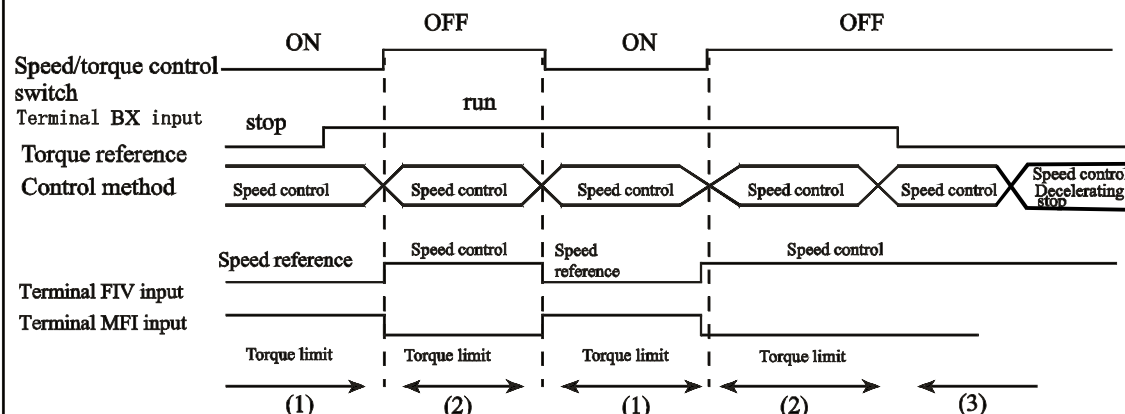 ON
OFF
ON
OFF
Speed/torque control
switch
Terminal BX input
stop
run
Torque reference
Control method
Speed control
Speed control
Speed control
Speed control
Speed control
Speed control
Decelerating
stop
Speed reference
Speed control
Speed
reference
Speed control
Terminal FIV input
Terminal MFI input
Torque limit
Torque limit
Torque limit
Torque limit
(1)
(2)
(1)
(2)
(3)